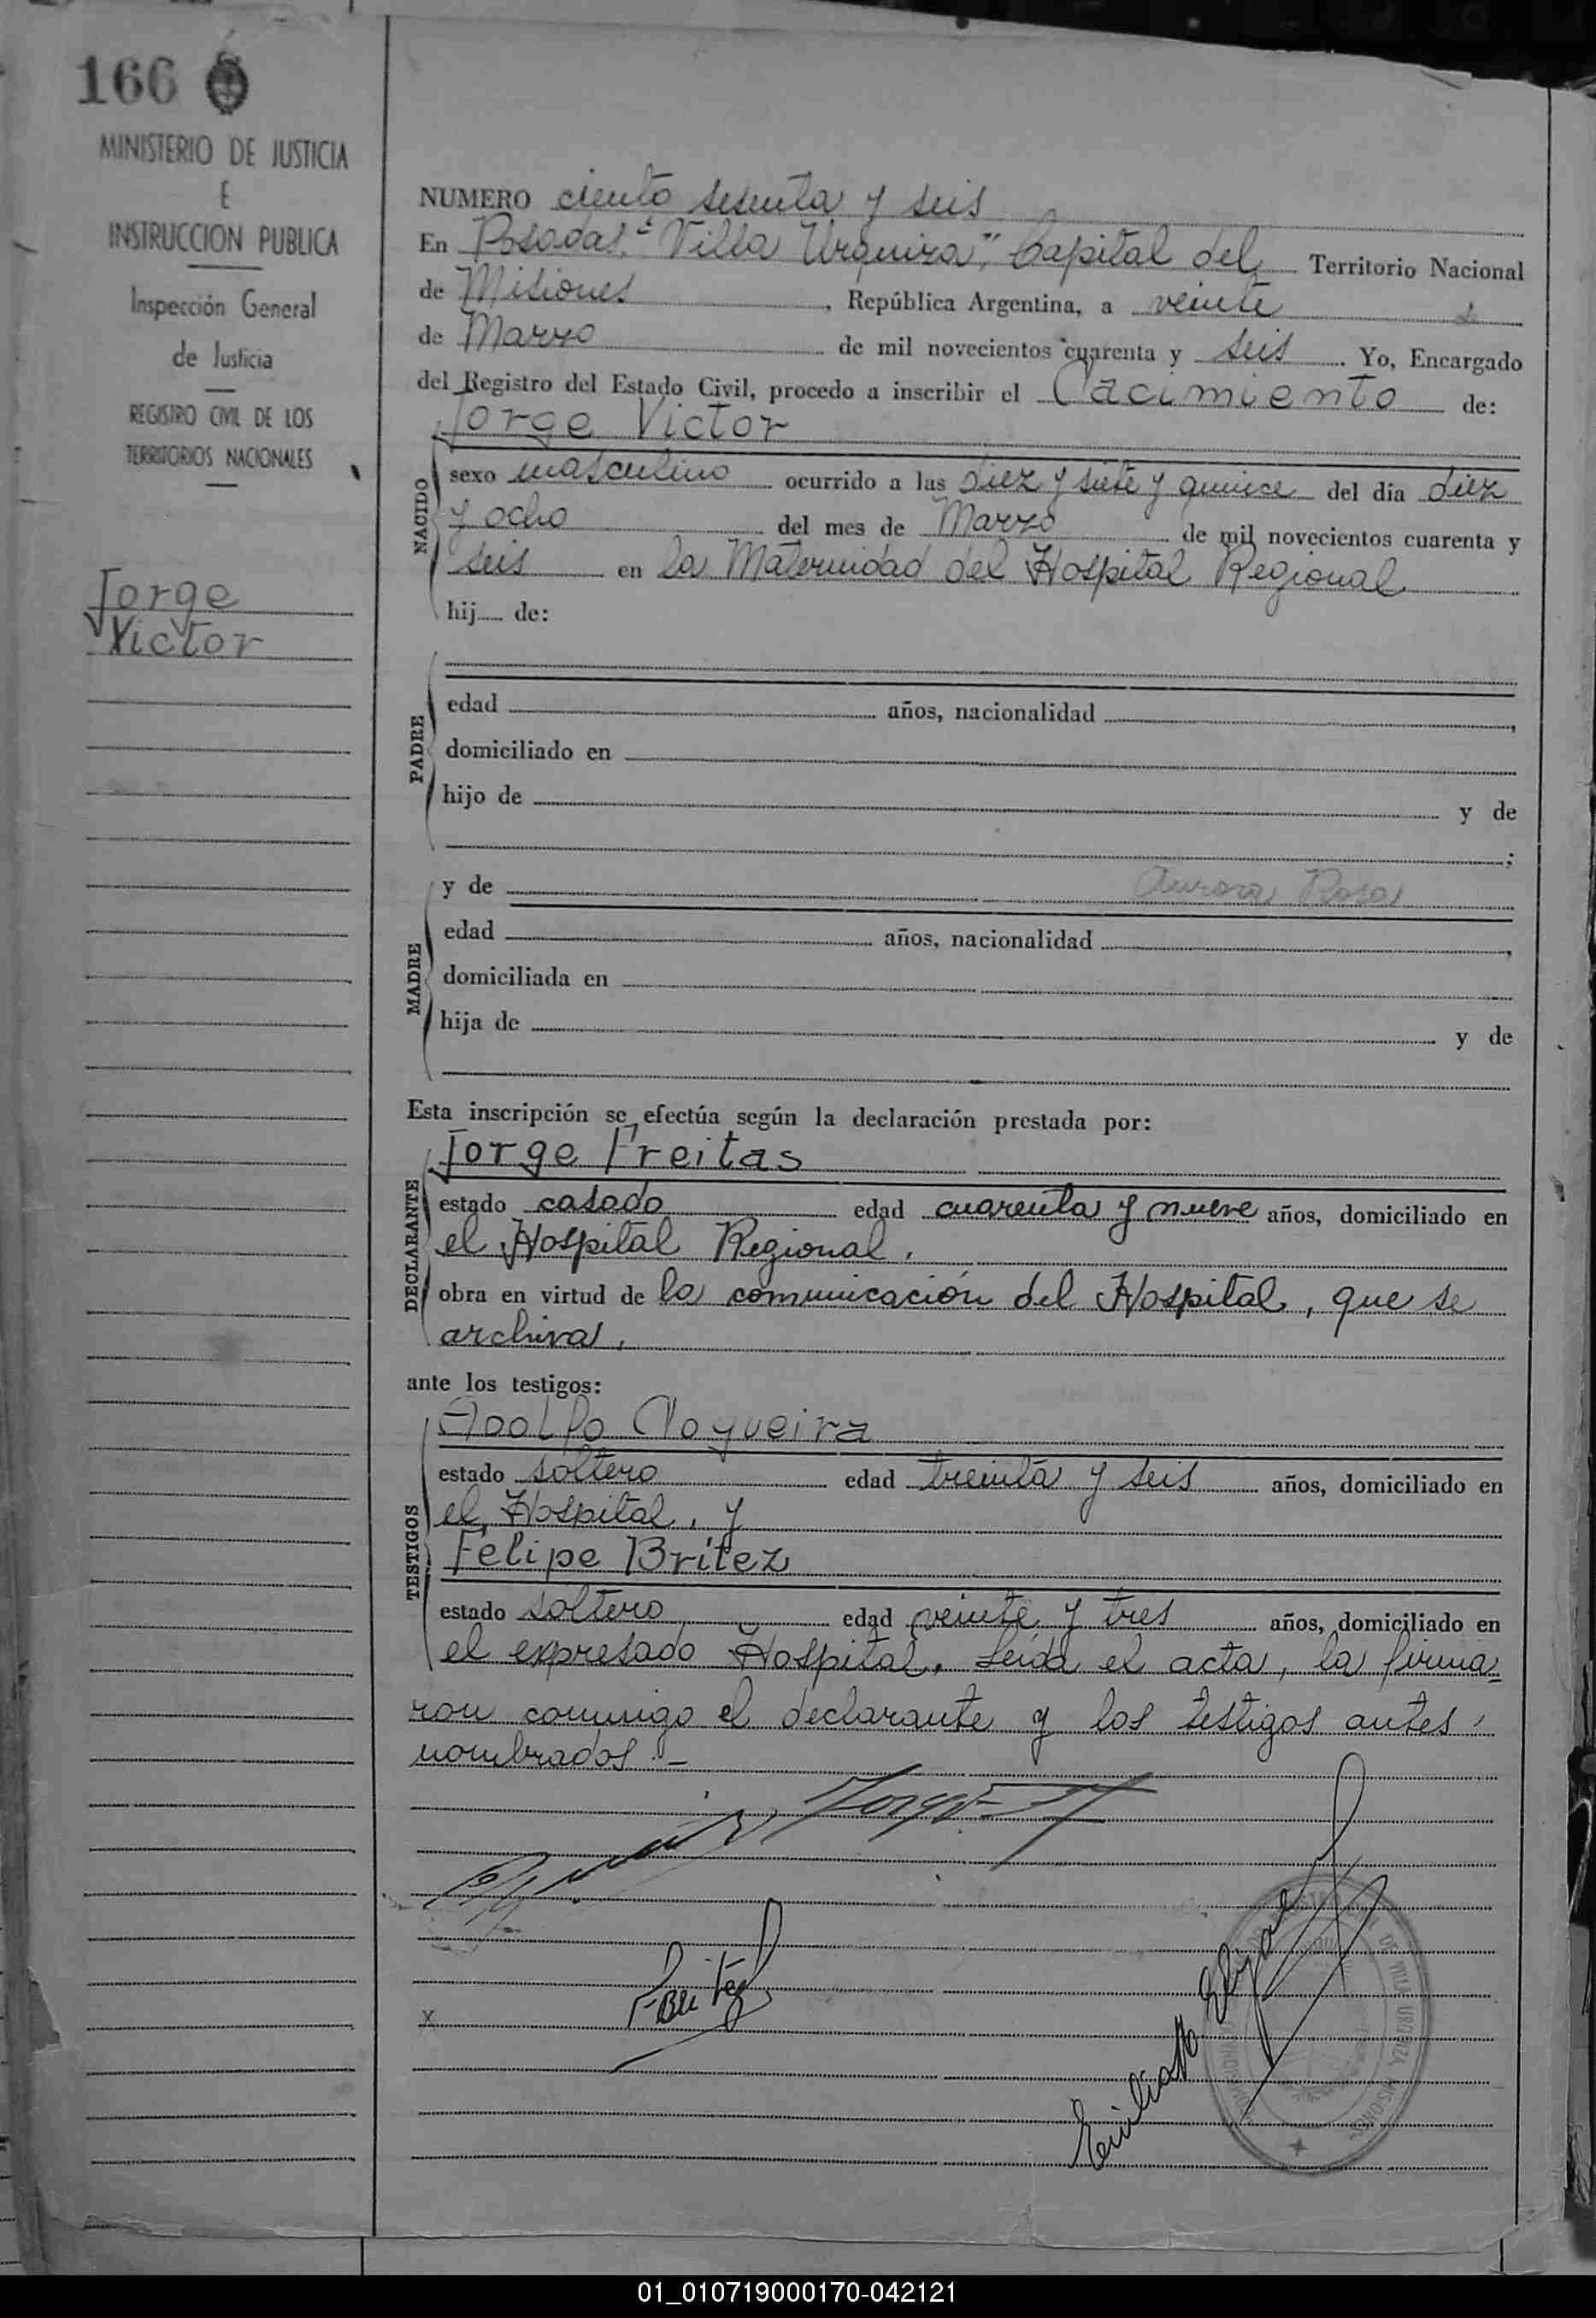 166
MINISTERIO DE JUSTICIA
E
INSTRUCCION PUBLICA
Inspección General
de Justicia
REGISTRO CIVIL DE LOS
TERRITORIOS NACIONALES
Jorge
Victor
NUMERO ciento sesenta y seis
En Posadas, "Villa Urquiza", Capital del Territorio Nacional
de Misiones, República Argentina, a veinte
de Marzo de mil novecientos cuarenta y seis. Yo, Encargado
del Registro del Estado Civil, procedo a inscribir el Nacimiento de:
Jorge Victor
NACIDO
sexo masculino ocurrido a las diez y siete y quince del día diez
y ocho del mes de Marzo de mil novecientos cuarenta y
seis en la Maternidad del Hospital Regional
hij de:
PADRE
edad años, nacionalidad ,
domiciliado en
hijo de y de
;
MADRE
y de Aurora Rosa
edad años, nacionalidad ,
domiciliada en
hija de y de
Esta inscripción se efectúa según la declaración prestada por:
Jorge Freitas
DECLARANTE
estado casado edad cuarenta y nueve años, domiciliado en
el Hospital Regional,
obra en virtud de la comunicación del Hospital, que se
archiva,
ante los testigos:
Adolfo Nogueira
TESTIGOS
estado soltero edad treinta y seis años, domiciliado en
el Hospital, y
Felipe Britez
estado soltero edad veinte y tres años, domiciliado en
el expresado Hospital. Leída el acta, la firma=
ron conmigo el declarante y los testigos antes
nombrados.-
Jorge
FBritez
x
DE VILLA URQUIZA MISIONES
01_010719000170-042121